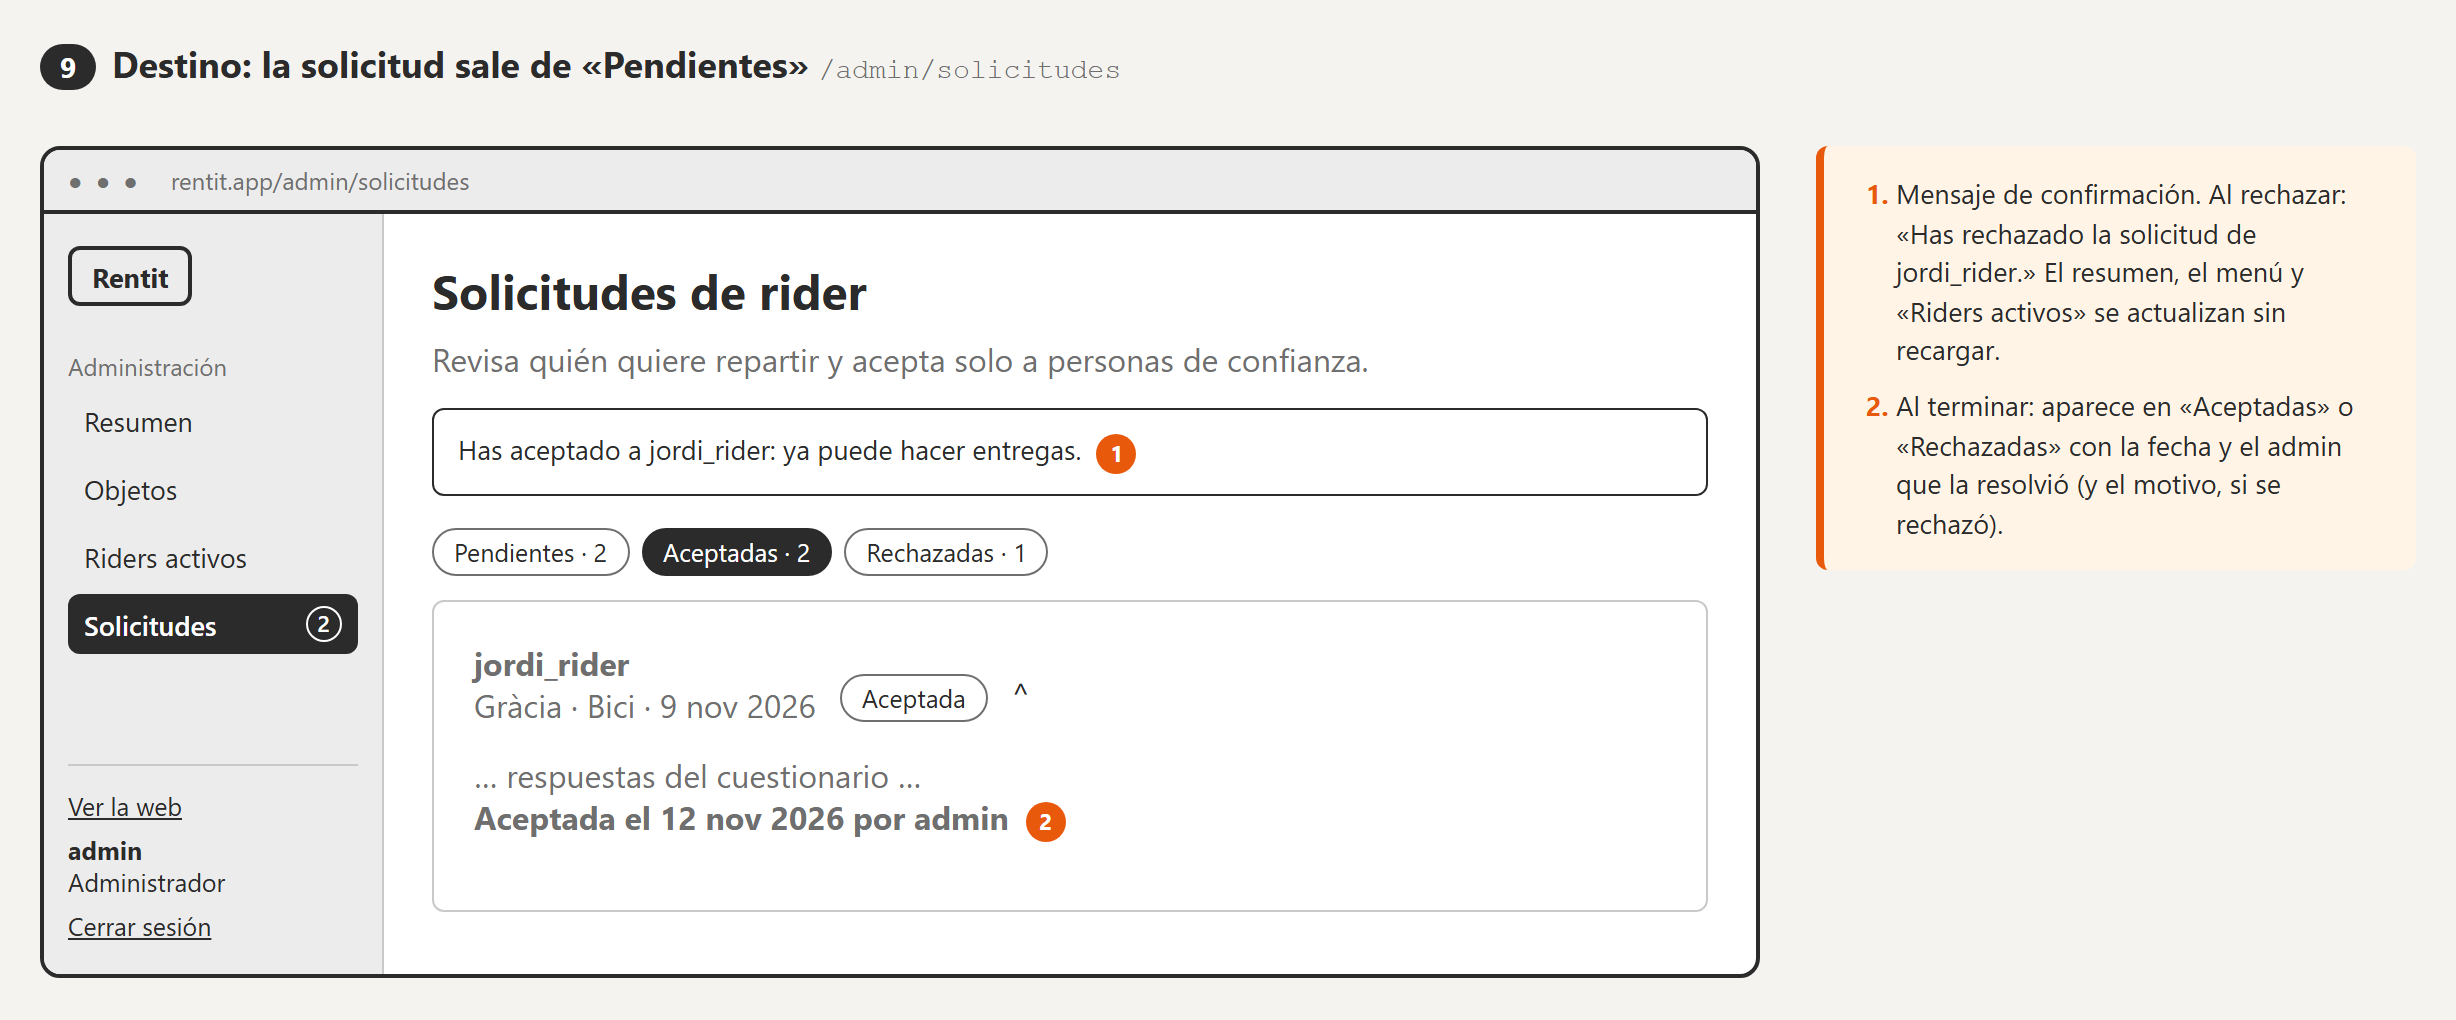 9 Destino: la solicitud sale de «Pendientes» /admin/solicitudes
rentit.app/admin/solicitudes
Rentit
Administración
Resumen
Objetos
Riders activos
Solicitudes 2
Ver la web
admin
Administrador
Cerrar sesión
Solicitudes de rider
Revisa quién quiere repartir y acepta solo a personas de confianza.
Has aceptado a jordi_rider: ya puede hacer entregas. 1
Pendientes · 2 Aceptadas · 2 Rechazadas · 1
jordi_rider
Gràcia · Bici · 9 nov 2026 Aceptada ^
... respuestas del cuestionario ...
Aceptada el 12 nov 2026 por admin 2
1. Mensaje de confirmación. Al rechazar:
«Has rechazado la solicitud de
jordi_rider.» El resumen, el menú y
«Riders activos» se actualizan sin
recargar.
2. Al terminar: aparece en «Aceptadas» o
«Rechazadas» con la fecha y el admin
que la resolvió (y el motivo, si se
rechazó).